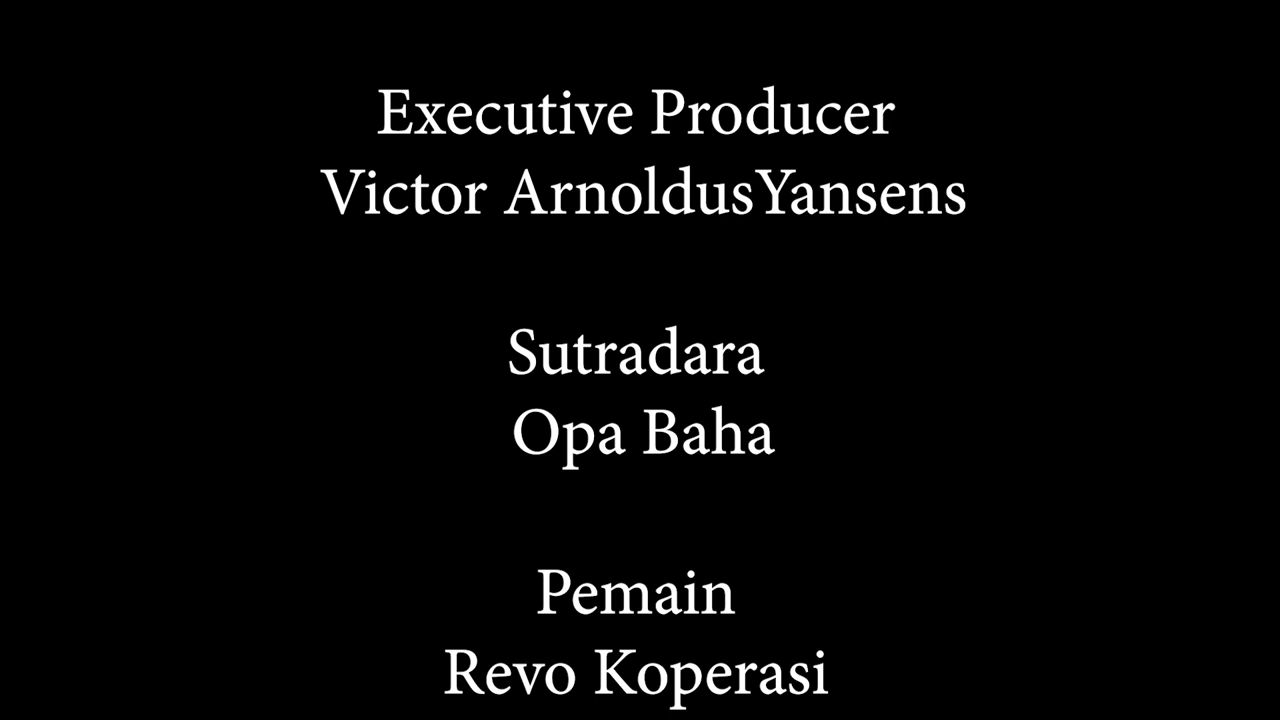 Executive Producer
Victor ArnoldusYansens
Sutradara
Opa Baha
Pemain
Revo Koperasi